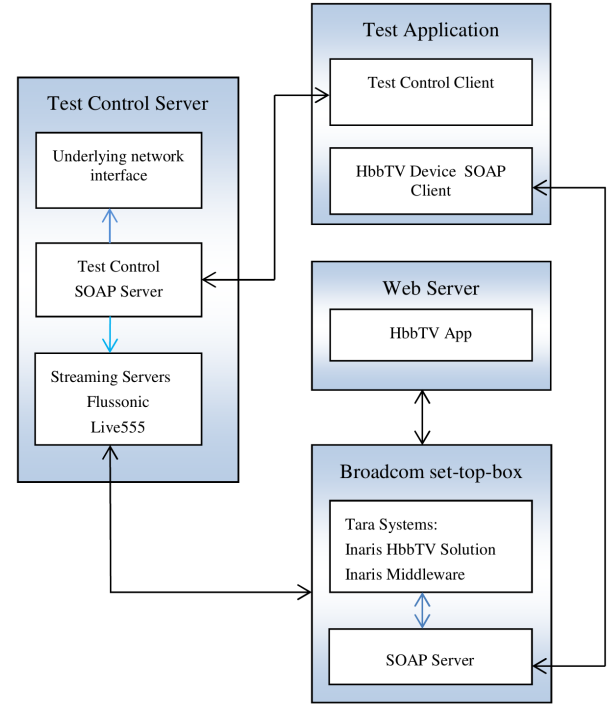 Test Control Server
Underlying network
interface
Test Control
SOAP Server
Streaming Servers
Flussonic
Live555
Test Application
Test Control Client
HbbTV Device SOAP
Client
Web Server
HbbTV App
Broadcom set-top-box
Tara Systems:
Inaris HbbTV Solution
Inaris Middleware
SOAP Server